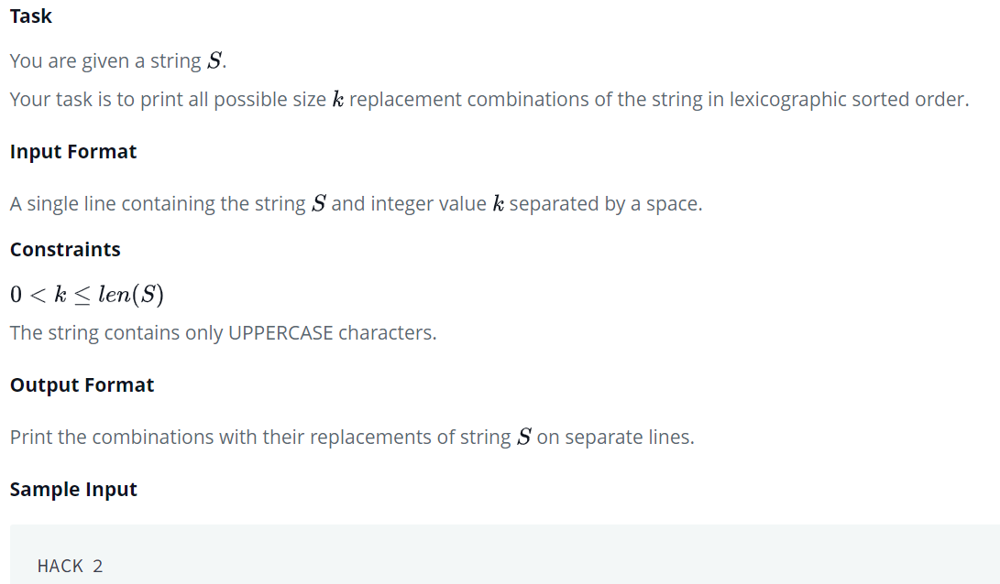 Task
You are given a string S.
Your task is to print all possible size k replacement combinations of the string in lexicographic sorted order.
Input Format
A single line containing the string S and integer value k separated by a space.
Constraints
0 < k ≤ len(S)
The string contains only UPPERCASE characters.
Output Format
Print the combinations with their replacements of string S on separate lines.
Sample Input
HACK 2